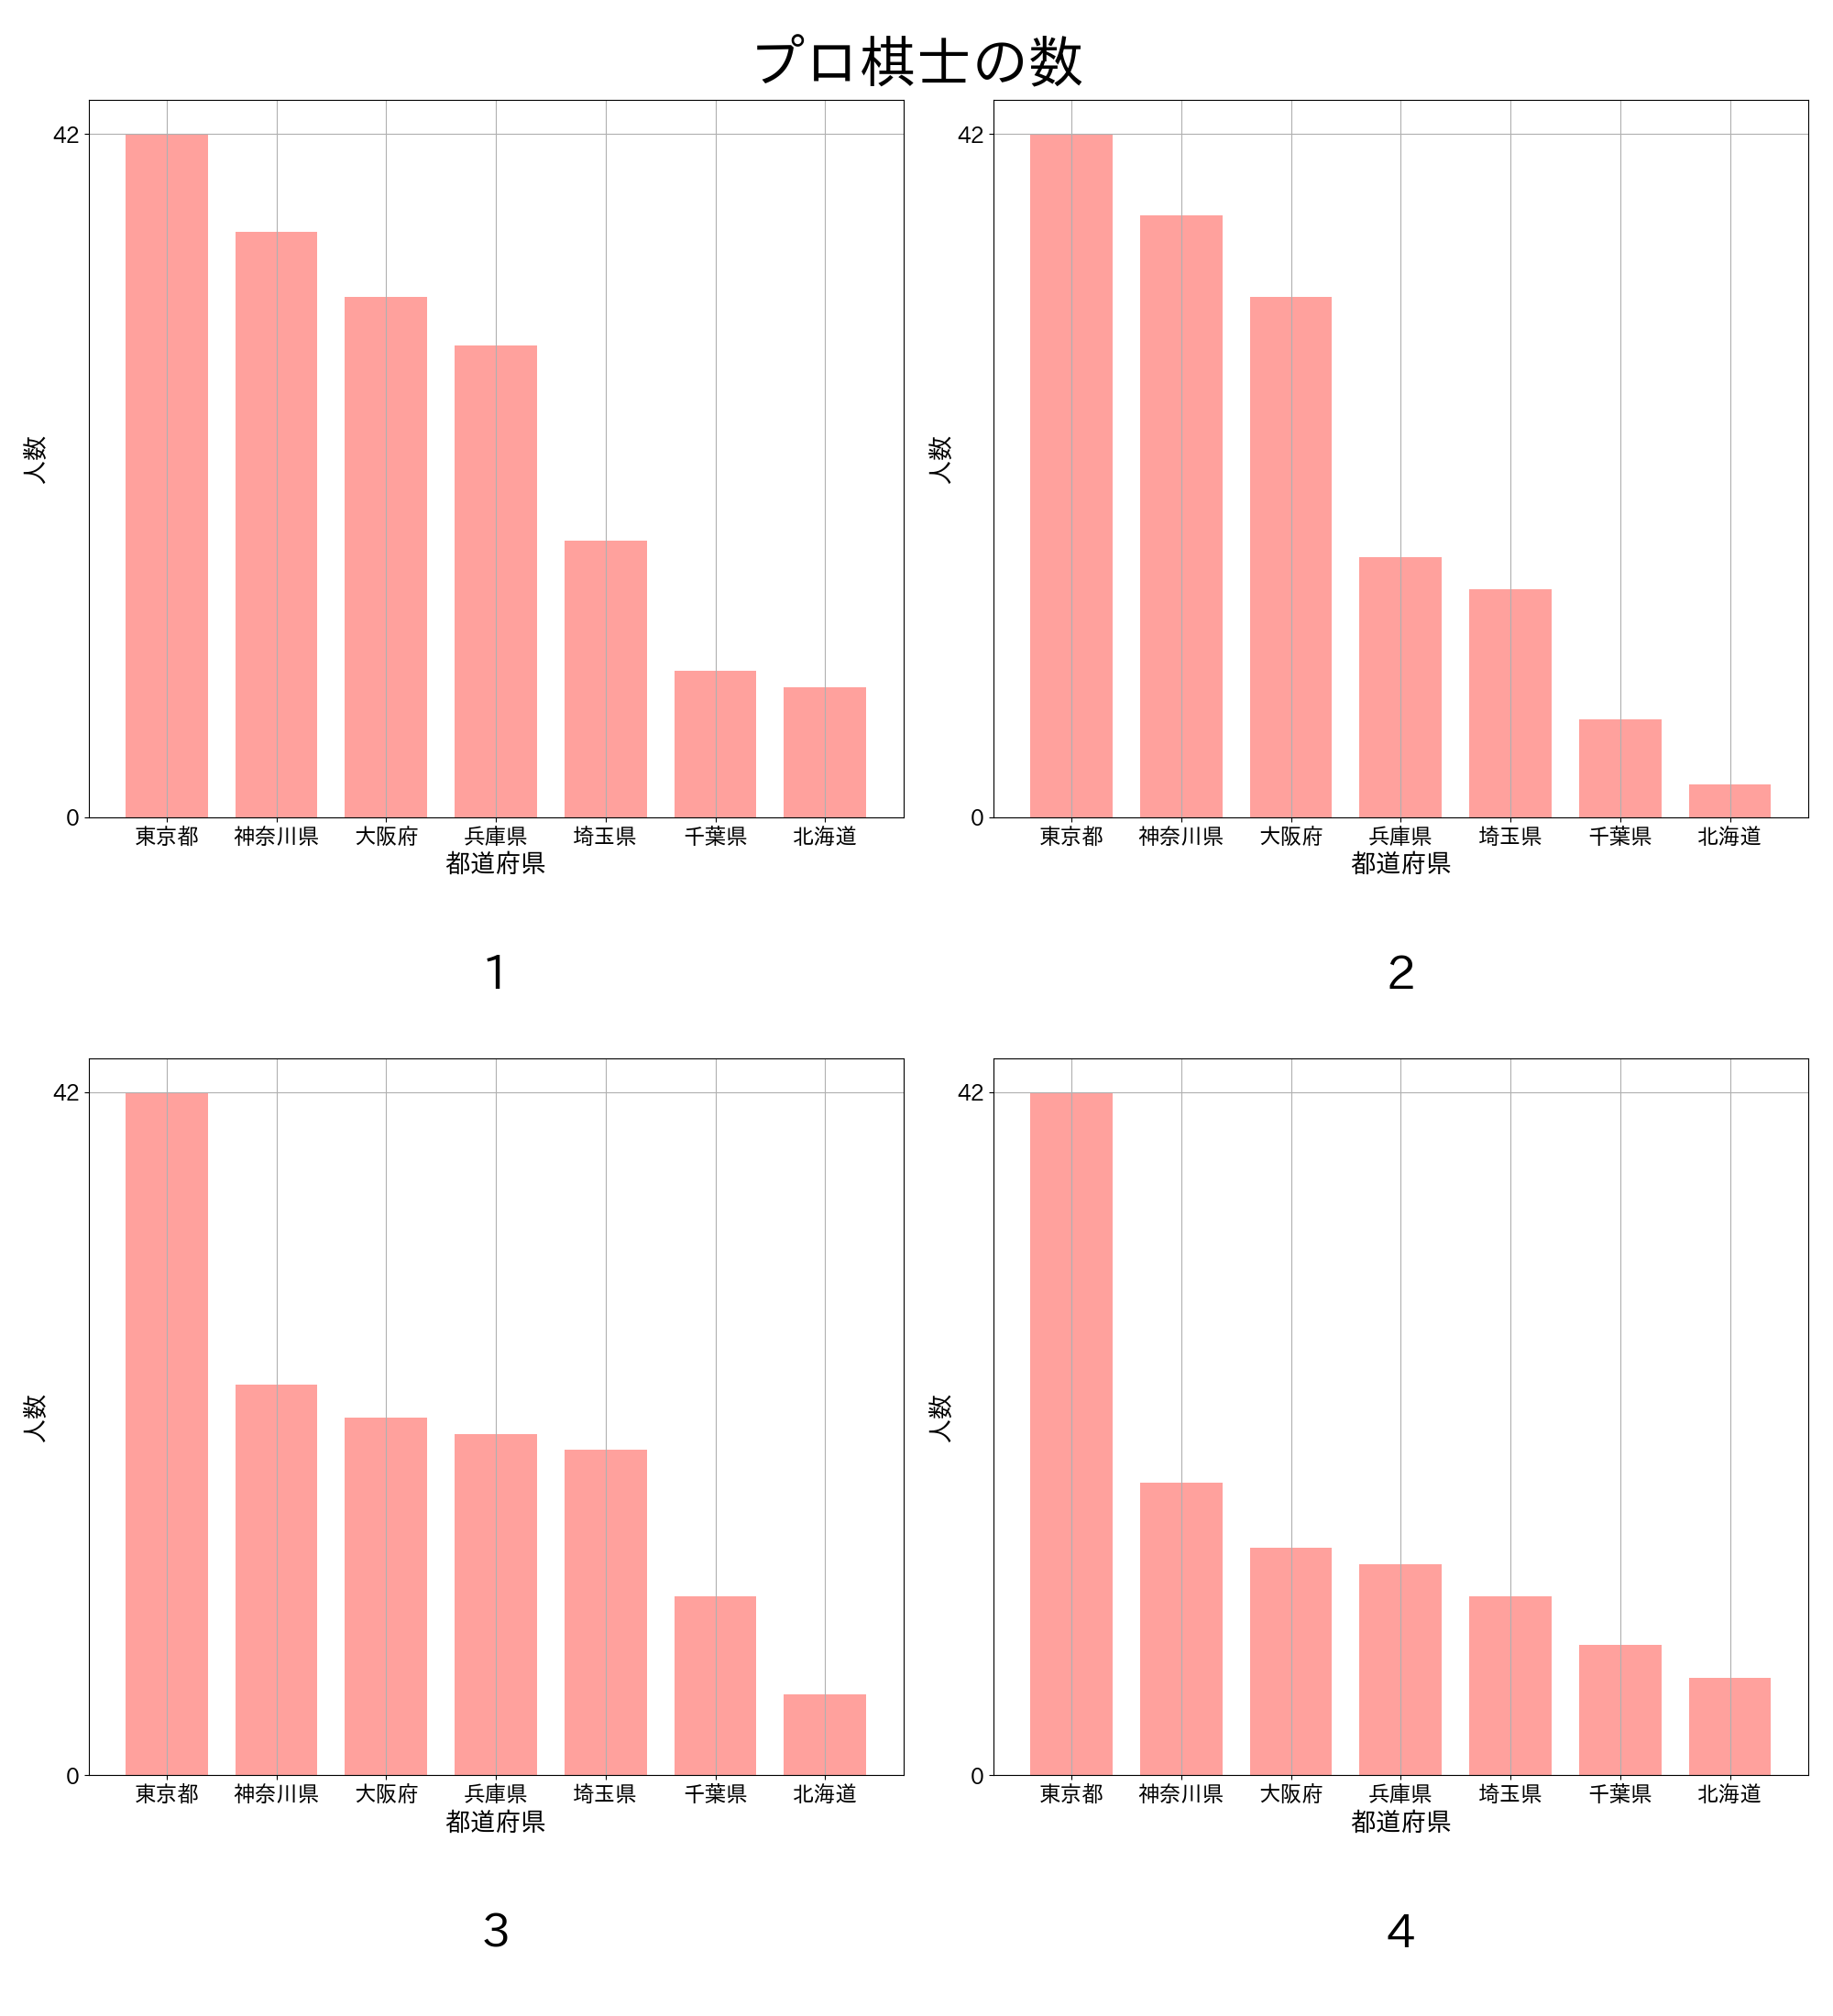 プロ棋士の数
42
0
人数
東京都 神奈川県 大阪府 兵庫県 埼玉県 千葉県 北海道
都道府県
1
42
0
人数
東京都 神奈川県 大阪府 兵庫県 埼玉県 千葉県 北海道
都道府県
2
42
0
人数
東京都 神奈川県 大阪府 兵庫県 埼玉県 千葉県 北海道
都道府県
3
42
0
人数
東京都 神奈川県 大阪府 兵庫県 埼玉県 千葉県 北海道
都道府県
4